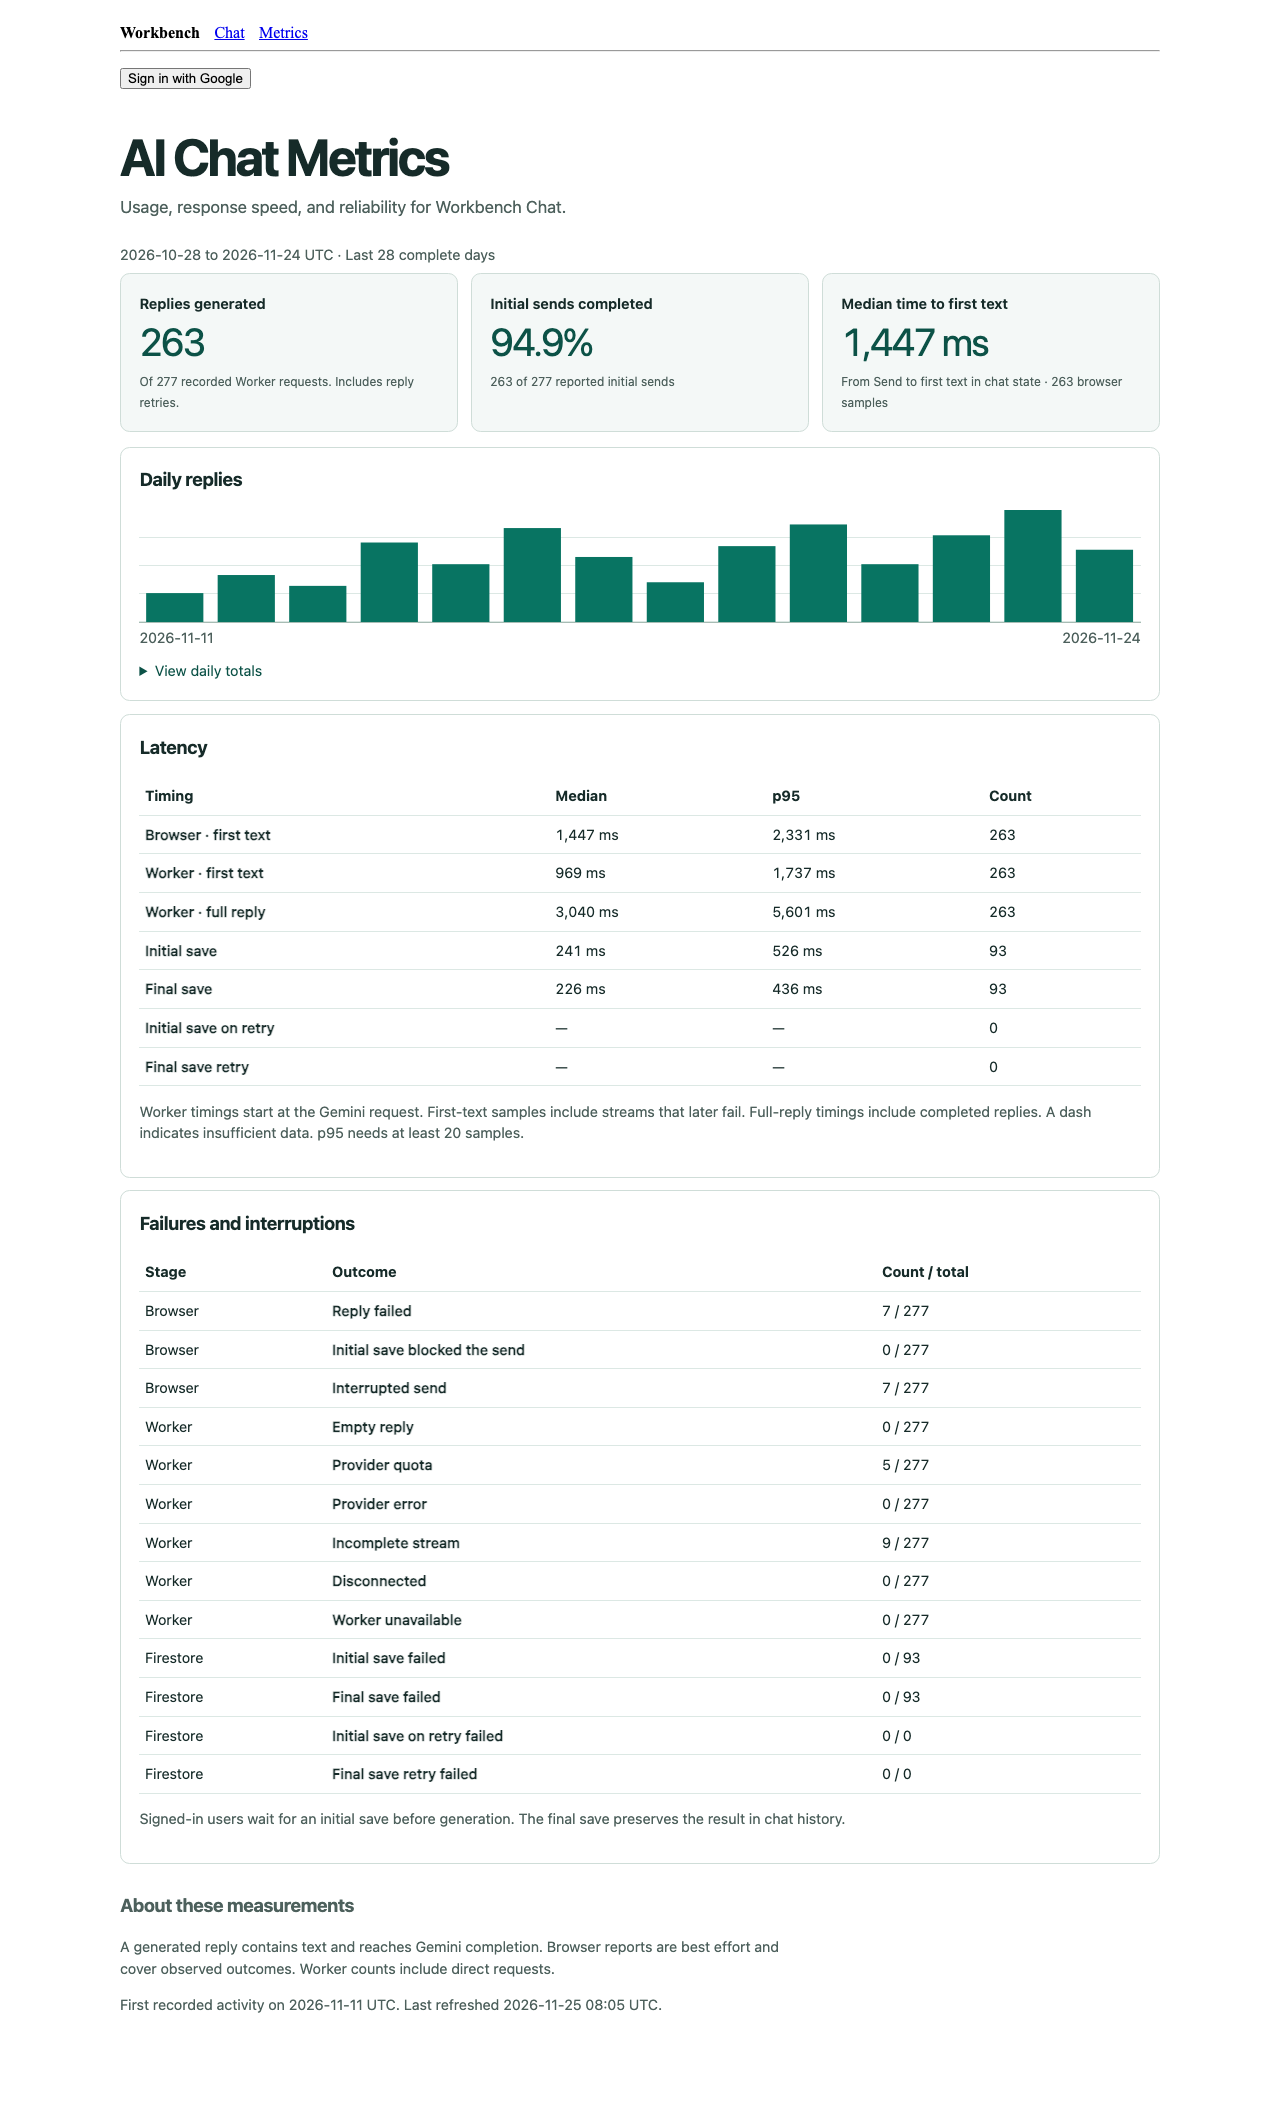 Workbench Chat Metrics
Sign in with Google
AI Chat Metrics
Usage, response speed, and reliability for Workbench Chat.
2026-10-28 to 2026-11-24 UTC · Last 28 complete days
Replies generated
263
Of 277 recorded Worker requests. Includes reply
retries.
Initial sends completed
94.9%
263 of 277 reported initial sends
Median time to first text
1,447 ms
From Send to first text in chat state · 263 browser
samples
Daily replies
2026-11-11 2026-11-24
▶ View daily totals
Latency
Timing Median p95 Count
Browser · first text 1,447 ms 2,331 ms 263
Worker · first text 969 ms 1,737 ms 263
Worker · full reply 3,040 ms 5,601 ms 263
Initial save 241 ms 526 ms 93
Final save 226 ms 436 ms 93
Initial save on retry — — 0
Final save retry — — 0
Worker timings start at the Gemini request. First-text samples include streams that later fail. Full-reply timings include completed replies. A dash
indicates insufficient data. p95 needs at least 20 samples.
Failures and interruptions
Stage Outcome Count / total
Browser Reply failed 7 / 277
Browser Initial save blocked the send 0 / 277
Browser Interrupted send 7 / 277
Worker Empty reply 0 / 277
Worker Provider quota 5 / 277
Worker Provider error 0 / 277
Worker Incomplete stream 9 / 277
Worker Disconnected 0 / 277
Worker Worker unavailable 0 / 277
Firestore Initial save failed 0 / 93
Firestore Final save failed 0 / 93
Firestore Initial save on retry failed 0 / 0
Firestore Final save retry failed 0 / 0
Signed-in users wait for an initial save before generation. The final save preserves the result in chat history.
About these measurements
A generated reply contains text and reaches Gemini completion. Browser reports are best effort and
cover observed outcomes. Worker counts include direct requests.
First recorded activity on 2026-11-11 UTC. Last refreshed 2026-11-25 08:05 UTC.